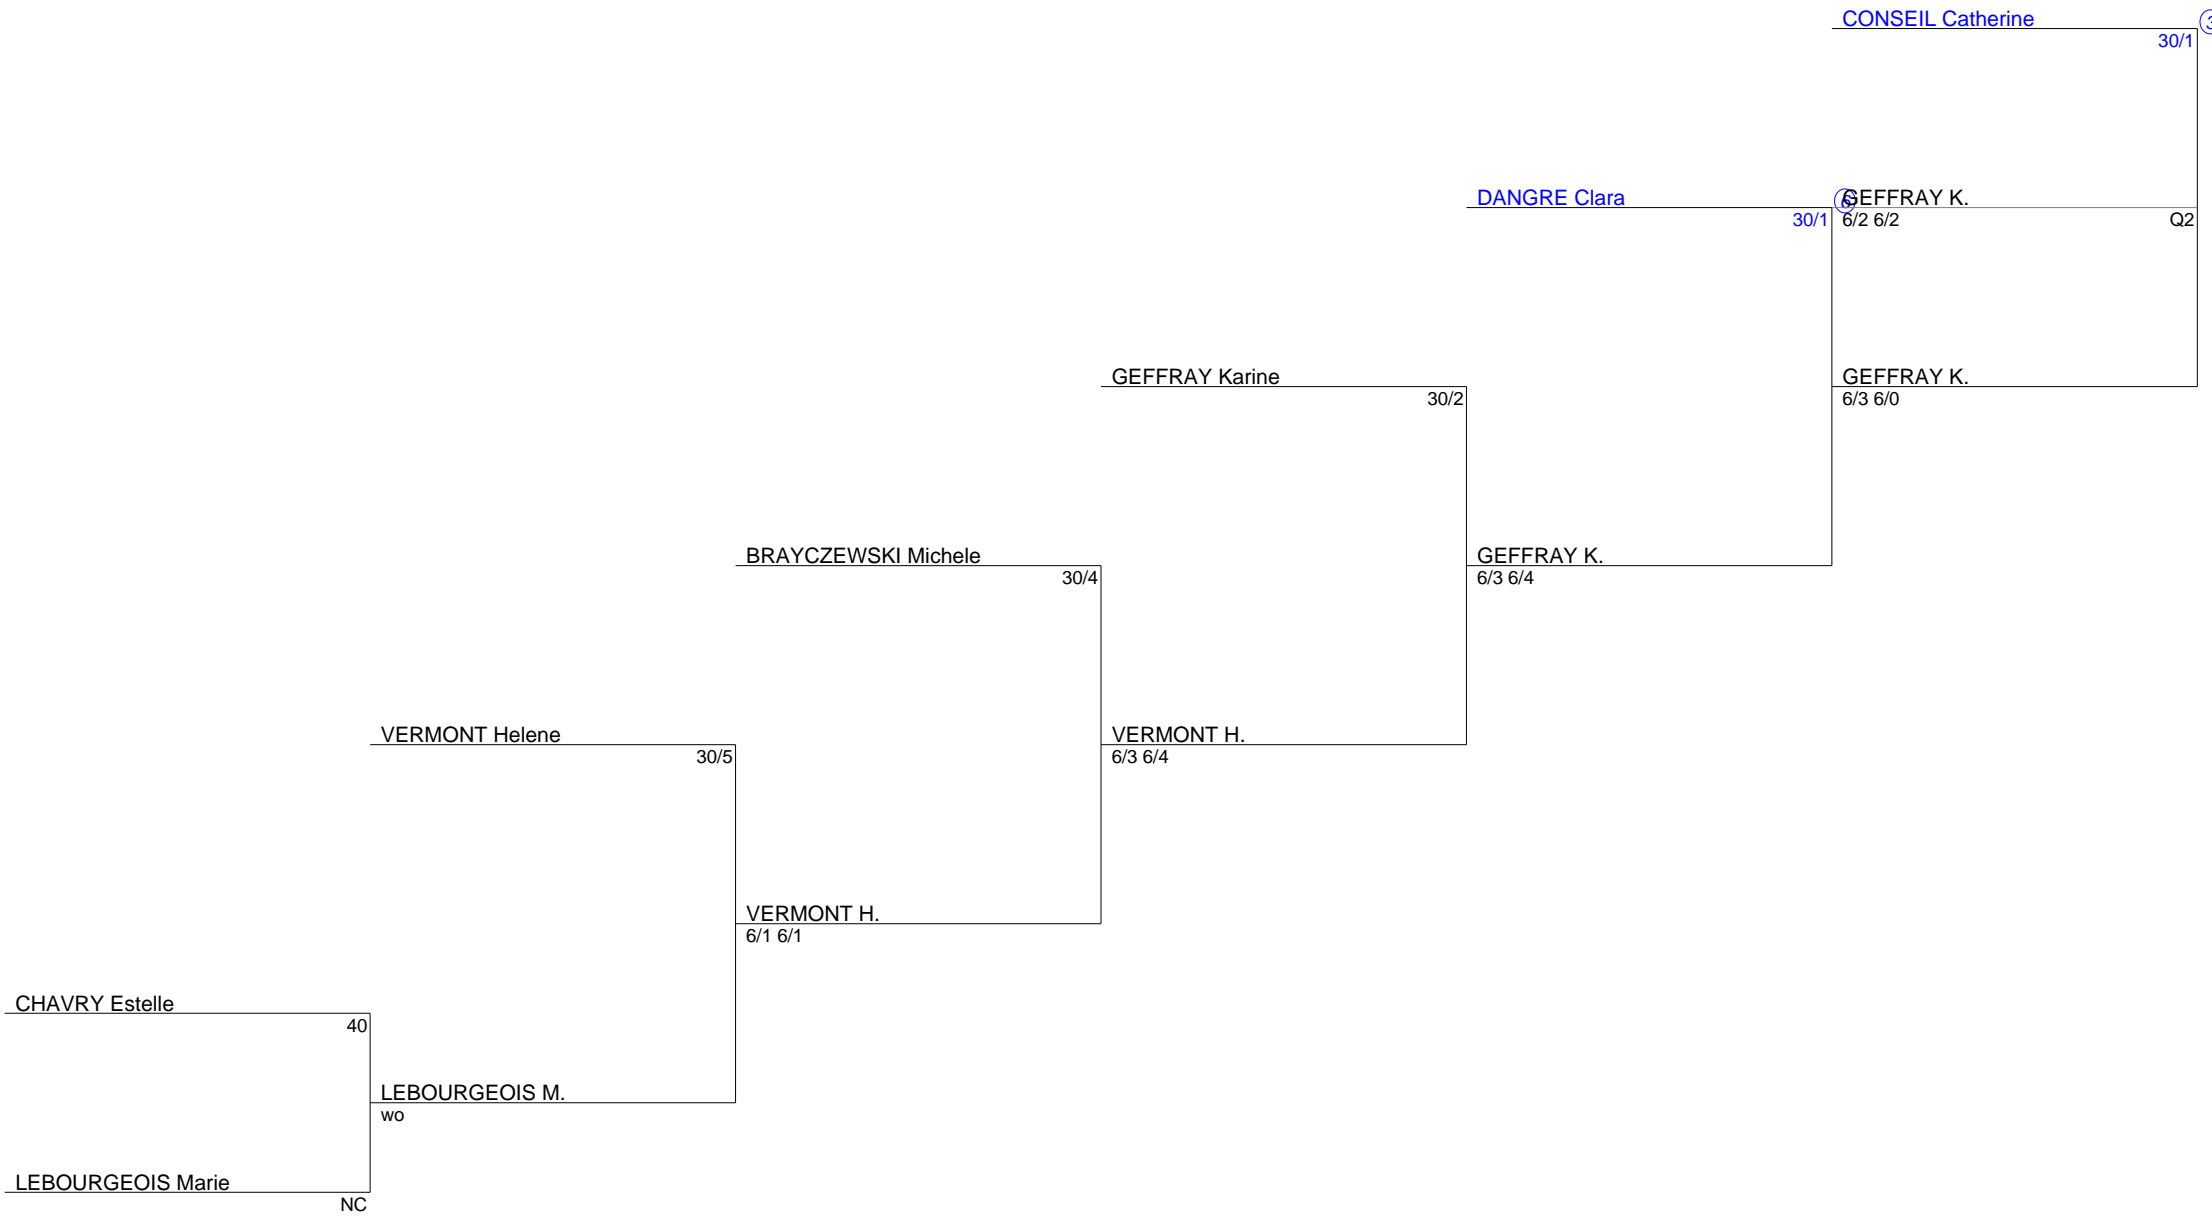 CONSEIL Catherine
30/1
DANGRE Clara
30/1
6
GEFFRAY K.
6/2 6/2
Q2
GEFFRAY Karine
30/2
GEFFRAY K.
6/3 6/0
BRAYCZEWSKI Michele
30/4
GEFFRAY K.
6/3 6/4
VERMONT Helene
30/5
VERMONT H.
6/3 6/4
VERMONT H.
6/1 6/1
CHAVRY Estelle
40
LEBOURGEOIS M.
wo
LEBOURGEOIS Marie
NC